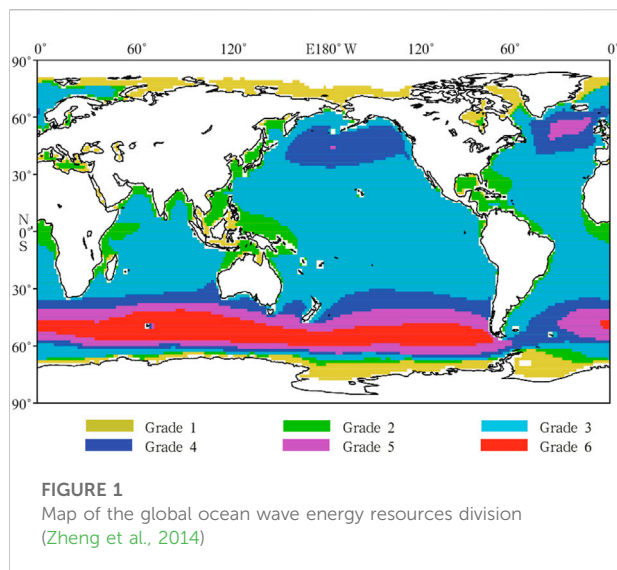 0° 60° 120° E180° W 120° 60° 0°
90°
60°
30°
N
0°
S
30°
60°
90°
Grade 1 Grade 2 Grade 3
Grade 4 Grade 5 Grade 6
FIGURE 1
Map of the global ocean wave energy resources division
(Zheng et al., 2014)